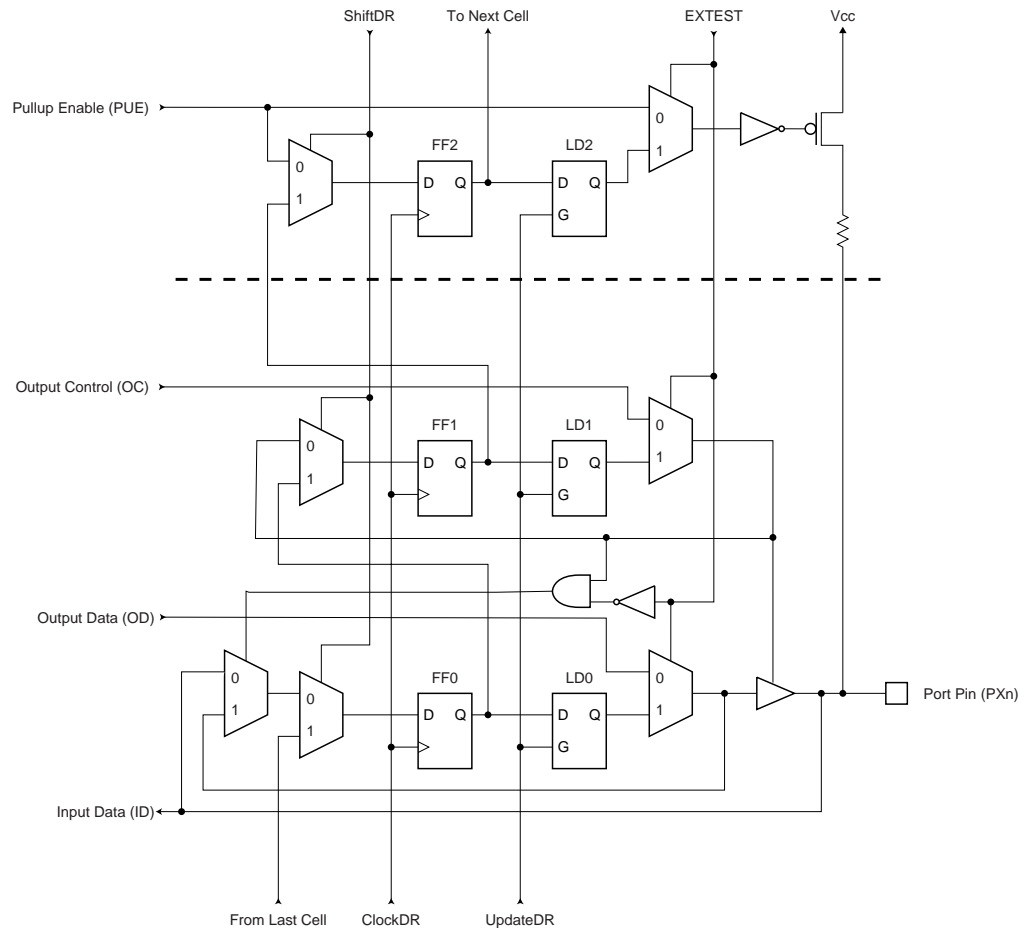 ShiftDR
To Next Cell
EXTEST
Vcc
Pullup Enable (PUE)
0
1
FF2
D Q
LD2
D Q
G
0
1
Output Control (OC)
0
1
FF1
D Q
LD1
D Q
G
0
1
Output Data (OD)
0
1
0
1
FF0
D Q
LD0
D Q
G
0
1
Port Pin (PXn)
Input Data (ID)
From Last Cell
ClockDR
UpdateDR